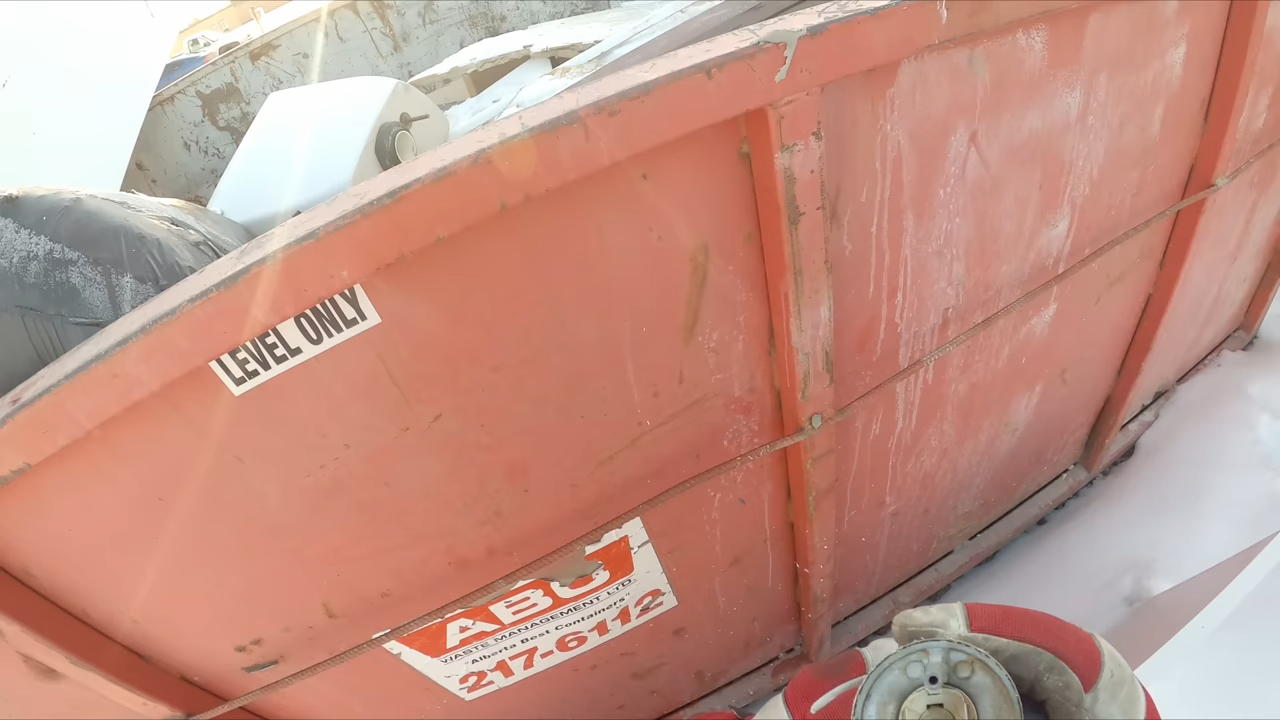 LEVEL ONLY
ABC
WASTE MANAGEMENT LTD.
"Alberta Best Containers"
217-6112